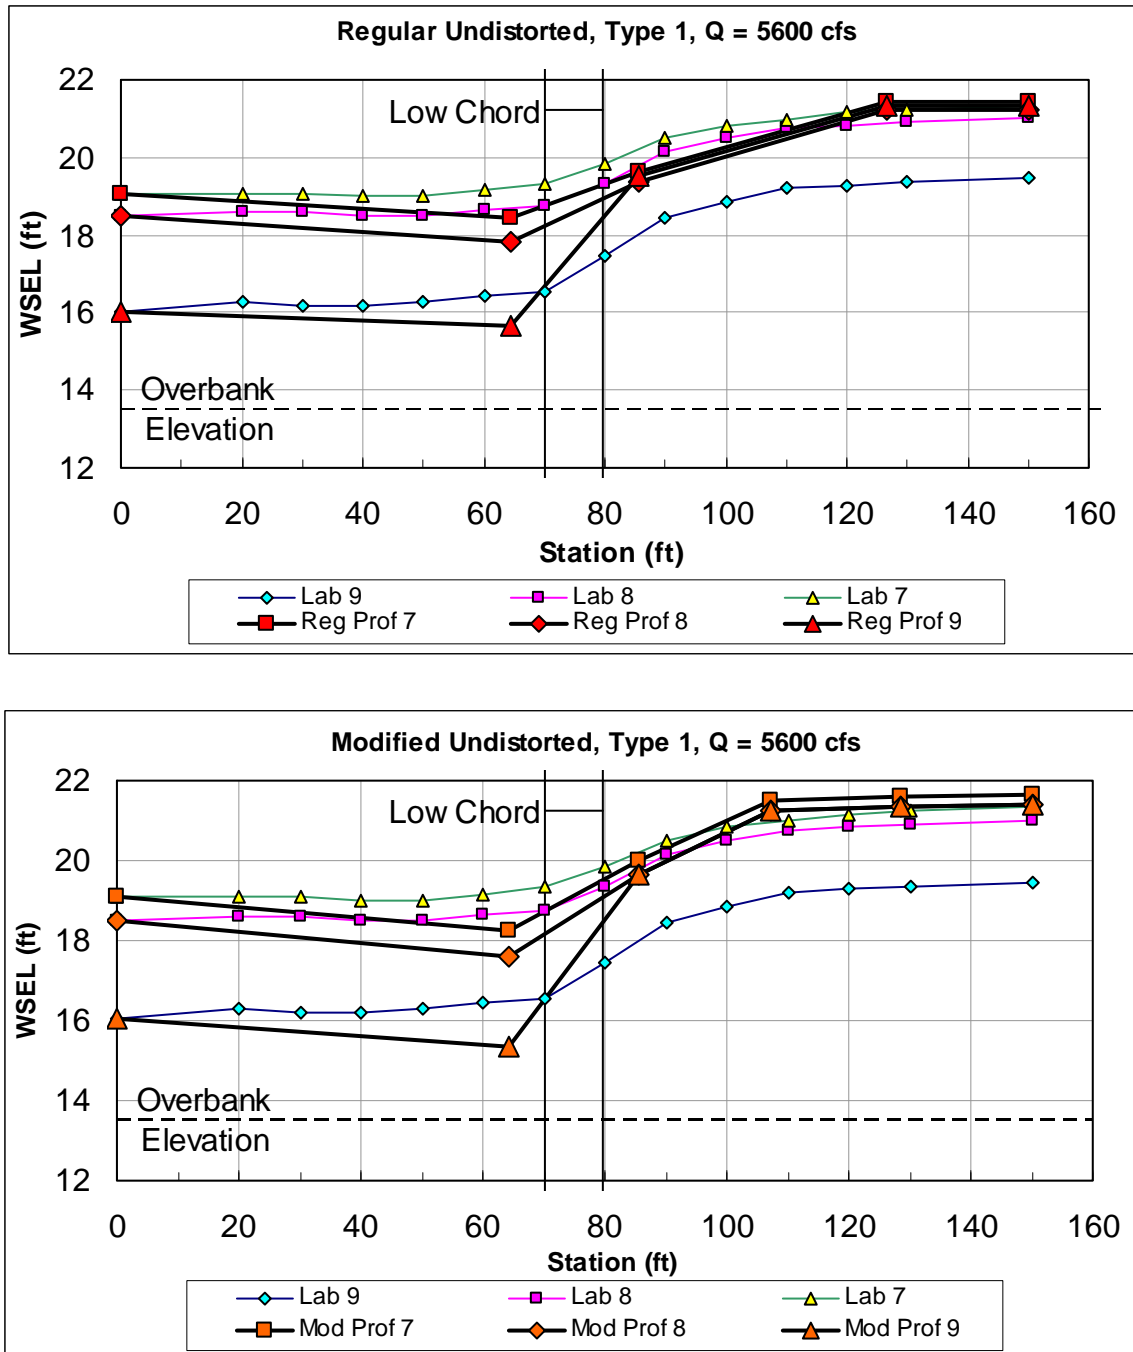 Regular Undistorted, Type 1, Q = 5600 cfs
22
Low Chord
20
18
WSEL (ft)
16
14
Overbank
Elevation
12
0 20 40 60 80 100 120 140 160
Station (ft)
Lab 9 Lab 8 Lab 7
Reg Prof 7 Reg Prof 8 Reg Prof 9
Modified Undistorted, Type 1, Q = 5600 cfs
22
Low Chord
20
18
WSEL (ft)
16
14
Overbank
Elevation
12
0 20 40 60 80 100 120 140 160
Station (ft)
Lab 9 Lab 8 Lab 7
Mod Prof 7 Mod Prof 8 Mod Prof 9